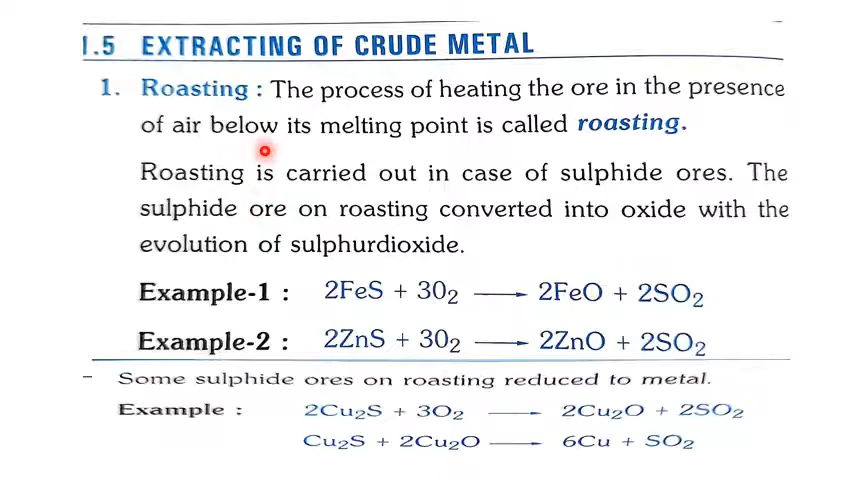 1.5 EXTRACTING OF CRUDE METAL
1. Roasting : The process of heating the ore in the presence
of air below its melting point is called roasting.
Roasting is carried out in case of sulphide ores. The
sulphide ore on roasting converted into oxide with the
evolution of sulphurdioxide.
Example-1 : 2FeS + 3O₂ ⟶ 2FeO + 2SO₂
Example-2 : 2ZnS + 3O₂ ⟶ 2ZnO + 2SO₂
– Some sulphide ores on roasting reduced to metal.
Example : 2Cu₂S + 3O₂ ⟶ 2Cu₂O + 2SO₂
Cu₂S + 2Cu₂O ⟶ 6Cu + SO₂